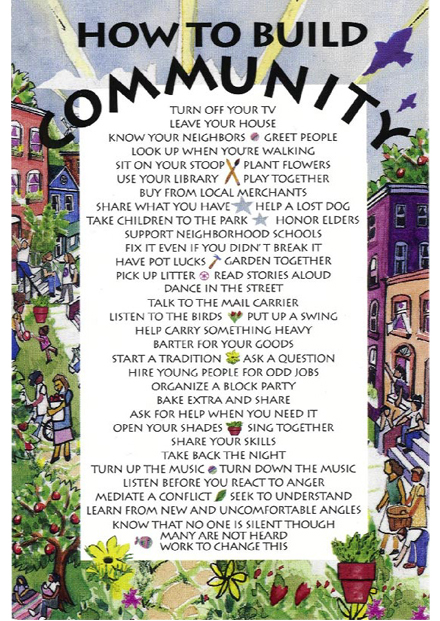 HOW TO BUILD
COMMUNITY
TURN OFF YOUR TV
LEAVE YOUR HOUSE
KNOW YOUR NEIGHBORS GREET PEOPLE
LOOK UP WHEN YOU'RE WALKING
SIT ON YOUR STOOP PLANT FLOWERS
USE YOUR LIBRARY PLAY TOGETHER
BUY FROM LOCAL MERCHANTS
SHARE WHAT YOU HAVE HELP A LOST DOG
TAKE CHILDREN TO THE PARK HONOR ELDERS
SUPPORT NEIGHBORHOOD SCHOOLS
FIX IT EVEN IF YOU DIDN'T BREAK IT
HAVE POT LUCKS GARDEN TOGETHER
PICK UP LITTER READ STORIES ALOUD
DANCE IN THE STREET
TALK TO THE MAIL CARRIER
LISTEN TO THE BIRDS PUT UP A SWING
HELP CARRY SOMETHING HEAVY
BARTER FOR YOUR GOODS
START A TRADITION ASK A QUESTION
HIRE YOUNG PEOPLE FOR ODD JOBS
ORGANIZE A BLOCK PARTY
BAKE EXTRA AND SHARE
ASK FOR HELP WHEN YOU NEED IT
OPEN YOUR SHADES SING TOGETHER
SHARE YOUR SKILLS
TAKE BACK THE NIGHT
TURN UP THE MUSIC TURN DOWN THE MUSIC
LISTEN BEFORE YOU REACT TO ANGER
MEDIATE A CONFLICT SEEK TO UNDERSTAND
LEARN FROM NEW AND UNCOMFORTABLE ANGLES
KNOW THAT NO ONE IS SILENT THOUGH
MANY ARE NOT HEARD
WORK TO CHANGE THIS